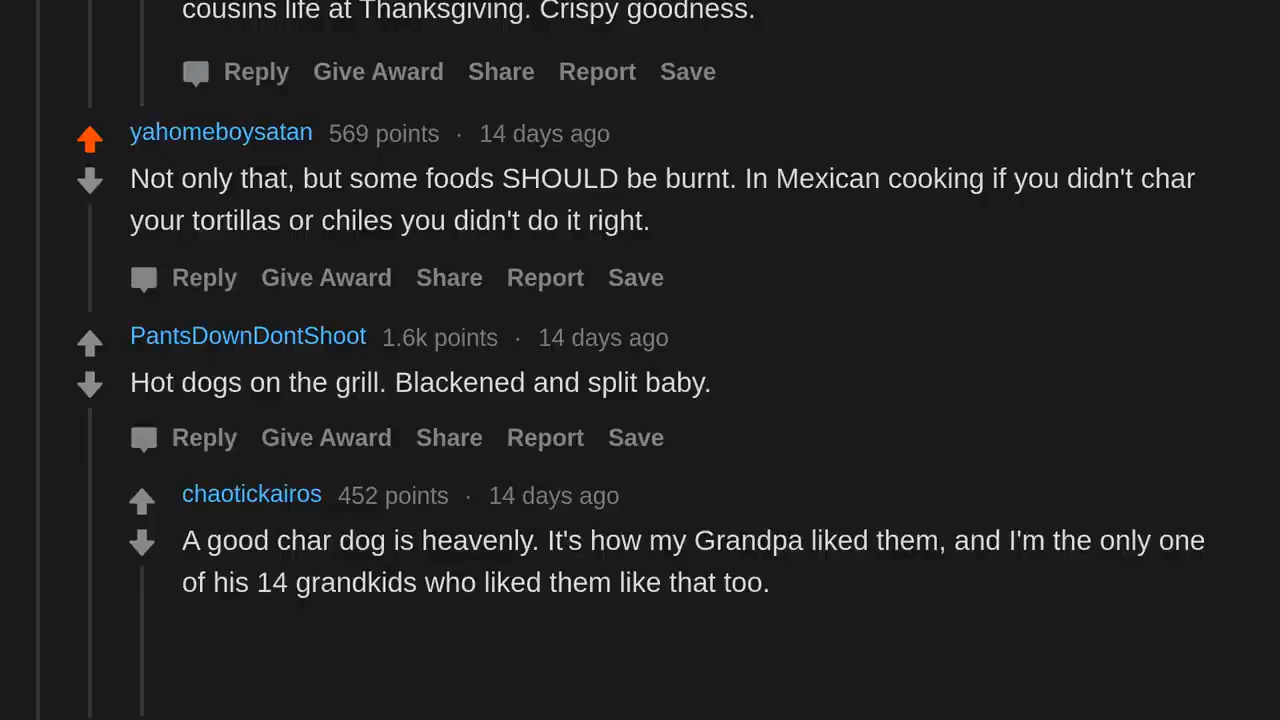 cousins life at Thanksgiving. Crispy goodness.
Reply Give Award Share Report Save
yahomeboysatan 569 points · 14 days ago
Not only that, but some foods SHOULD be burnt. In Mexican cooking if you didn't char
your tortillas or chiles you didn't do it right.
Reply Give Award Share Report Save
PantsDownDontShoot 1.6k points · 14 days ago
Hot dogs on the grill. Blackened and split baby.
Reply Give Award Share Report Save
chaotickairos 452 points · 14 days ago
A good char dog is heavenly. It's how my Grandpa liked them, and I'm the only one
of his 14 grandkids who liked them like that too.